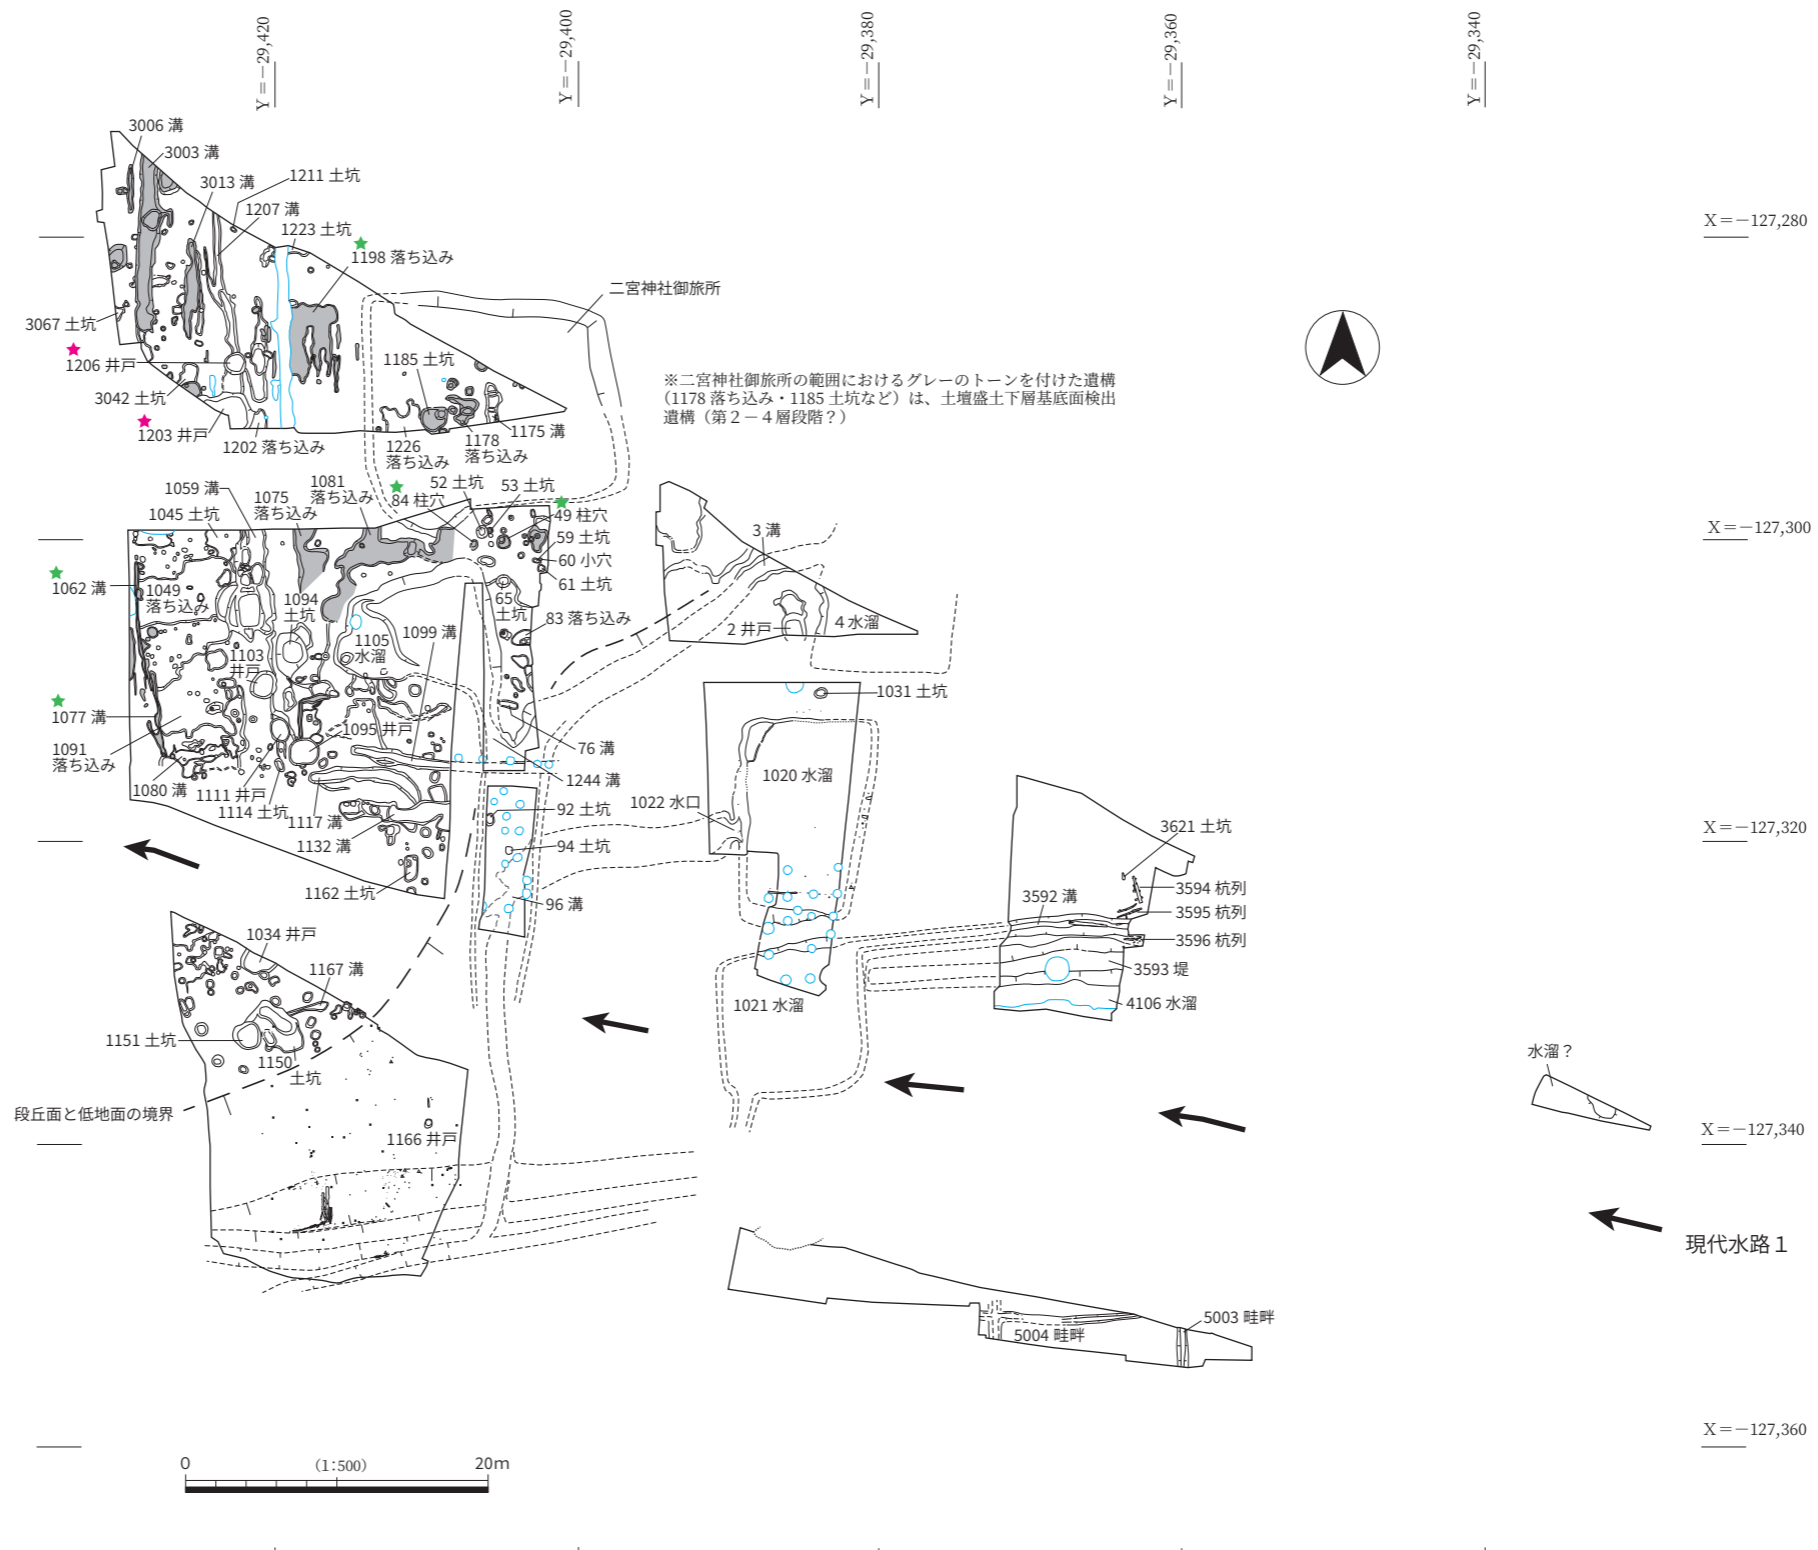 Y＝－29,420
Y＝－29,400
Y＝－29,380
Y＝－29,360
Y＝－29,340
X＝－127,280
X＝－127,300
X＝－127,320
X＝－127,340
X＝－127,360
3006 溝
3003 溝
3013 溝
1211 土坑
1207 溝
1223 土坑
1198 落ち込み
二宮神社御旅所
3067 土坑
1206 井戸
3042 土坑
1203 井戸
1202 落ち込み
1185 土坑
1226
落ち込み
1178
落ち込み
1175 溝
※二宮神社御旅所の範囲におけるグレーのトーンを付けた遺構
（1178 落ち込み・1185 土坑など）は、土壇盛土下層基底面検出
遺構（第２－４層段階？）
1059 溝
1045 土坑
1075
落ち込み
1081
落ち込み
84 柱穴
52 土坑
53 土坑
49 柱穴
59 土坑
60 小穴
61 土坑
65
土坑
83 落ち込み
1062 溝
1049
落ち込み
1094
土坑
1105
水溜
1099 溝
1103
井戸
1077 溝
1091
落ち込み
1095 井戸
76 溝
1244 溝
1080 溝
1111 井戸
1114 土坑
1117 溝
1132 溝
1162 土坑
92 土坑
94 土坑
96 溝
3 溝
2 井戸
4 水溜
1031 土坑
1020 水溜
1022 水口
1021 水溜
3621 土坑
3594 杭列
3592 溝
3595 杭列
3596 杭列
3593 堤
4106 水溜
1034 井戸
1167 溝
1151 土坑
1150
土坑
段丘面と低地面の境界
1166 井戸
水溜？
現代水路１
5003 畦畔
5004 畦畔
0
（1：500）
20m